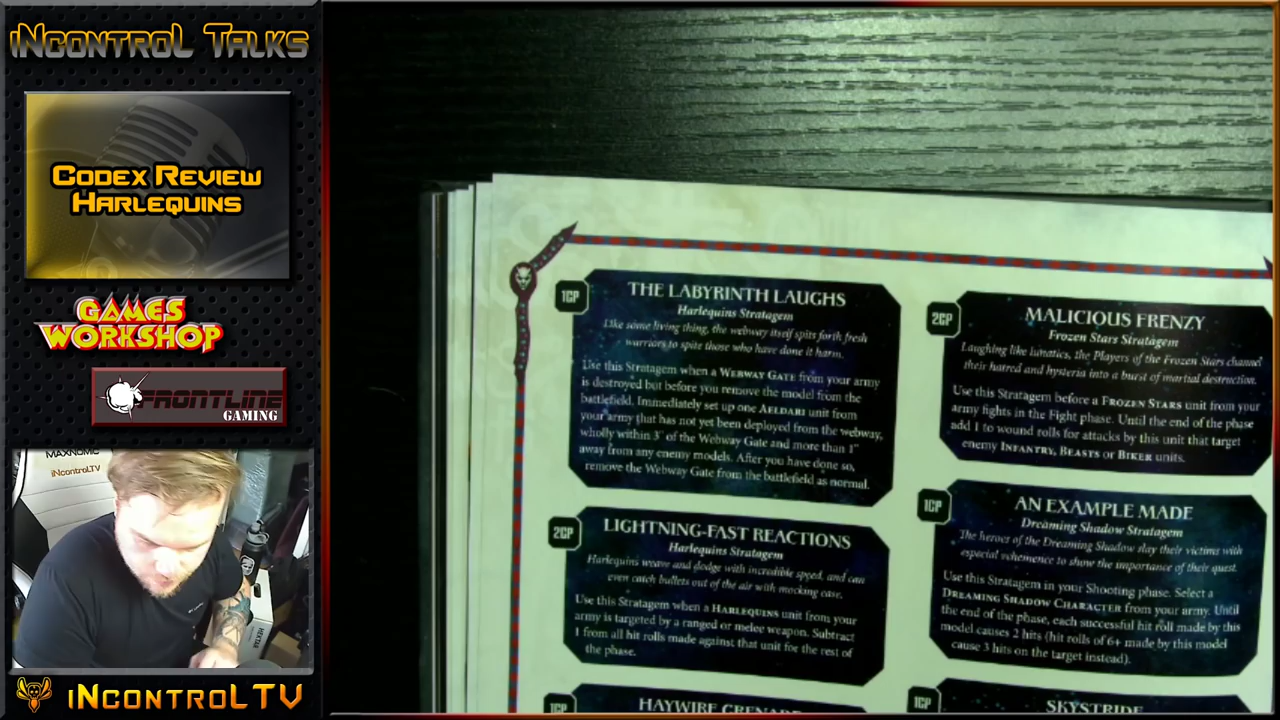 iNcontroL Talks
Codex Review
Harlequins
GAMES
WORKSHOP
FRONTLINE
GAMING
MAXNOMIC
iNcontroLTV
iNcontroLTV
1CP
THE LABYRINTH LAUGHS
Harlequins Stratagem
Like some living thing, the webway itself spits forth fresh
warriors to spite those who have done it harm.
Use this Stratagem when a WEBWAY GATE from your army
is destroyed but before you remove the model from the
battlefield. Immediately set up one AELDARI unit from
your army that has not yet been deployed from the webway,
wholly within 3" of the Webway Gate and more than 1"
away from any enemy models. After you have done so,
remove the Webway Gate from the battlefield as normal.
2CP
LIGHTNING-FAST REACTIONS
Harlequins Stratagem
Harlequins weave and dodge with incredible speed, and can
even catch bullets out of the air with mocking ease.
Use this Stratagem when a HARLEQUINS unit from your
army is targeted by a ranged or melee weapon. Subtract
1 from all hit rolls made against that unit for the rest of
the phase.
1CP
2CP
MALICIOUS FRENZY
Frozen Stars Stratagem
Laughing like lunatics, the Players of the Frozen Stars channel
their hatred and hysteria into a burst of martial destruction.
Use this Stratagem before a FROZEN STARS unit from your
army fights in the Fight phase. Until the end of the phase
add 1 to wound rolls for attacks by this unit that target
enemy INFANTRY, BEASTS or BIKER units.
1CP
AN EXAMPLE MADE
Dreaming Shadow Stratagem
The heroes of the Dreaming Shadow slay their victims with
especial vehemence to show the importance of their quest.
Use this Stratagem in your Shooting phase. Select a
DREAMING SHADOW CHARACTER from your army. Until
the end of the phase, each successful hit roll made by this
model causes 2 hits (hit rolls of 6+ made by this model
cause 3 hits on the target instead).
1CP
SKYSTRIDE